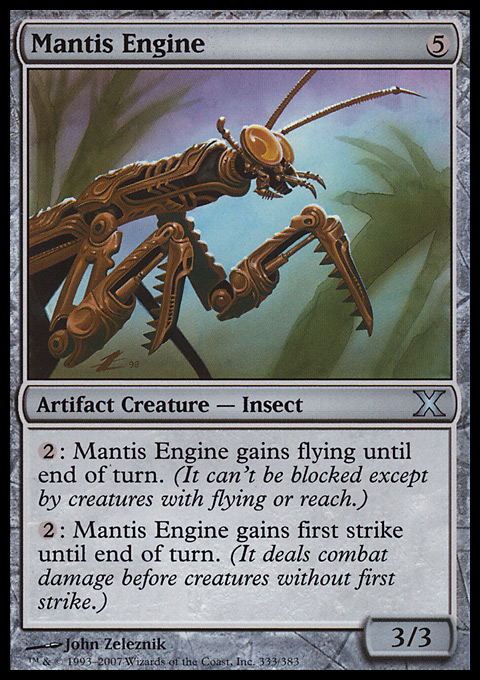 Mantis Engine 5
98
Artifact Creature — Insect X
2: Mantis Engine gains flying until
end of turn. (It can't be blocked except
by creatures with flying or reach.)
2: Mantis Engine gains first strike
until end of turn. (It deals combat
damage before creatures without first
strike.)
John Zeleznik
3/3
™ & © 1993–2007 Wizards of the Coast, Inc. 333/383